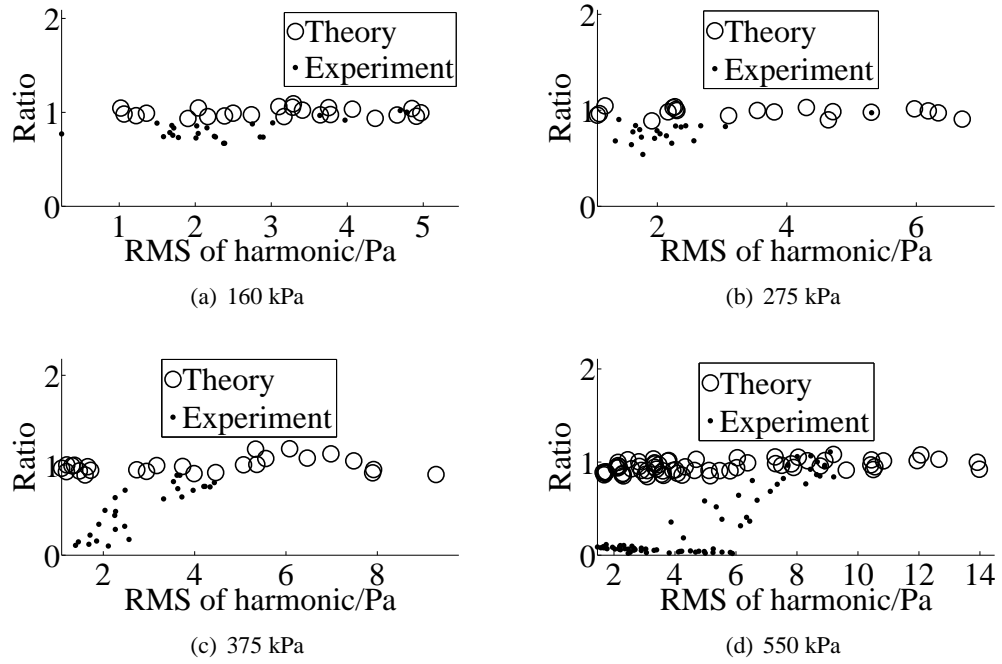 2
Theory
Experiment
Ratio
1
0
1 2 3 4 5
RMS of harmonic/Pa
(a) 160 kPa
2
Theory
Experiment
Ratio
1
0
2 4 6
RMS of harmonic/Pa
(b) 275 kPa
2
Theory
Experiment
Ratio
1
0
2 4 6 8
RMS of harmonic/Pa
(c) 375 kPa
2
Theory
Experiment
Ratio
1
0
2 4 6 8 10 12 14
RMS of harmonic/Pa
(d) 550 kPa